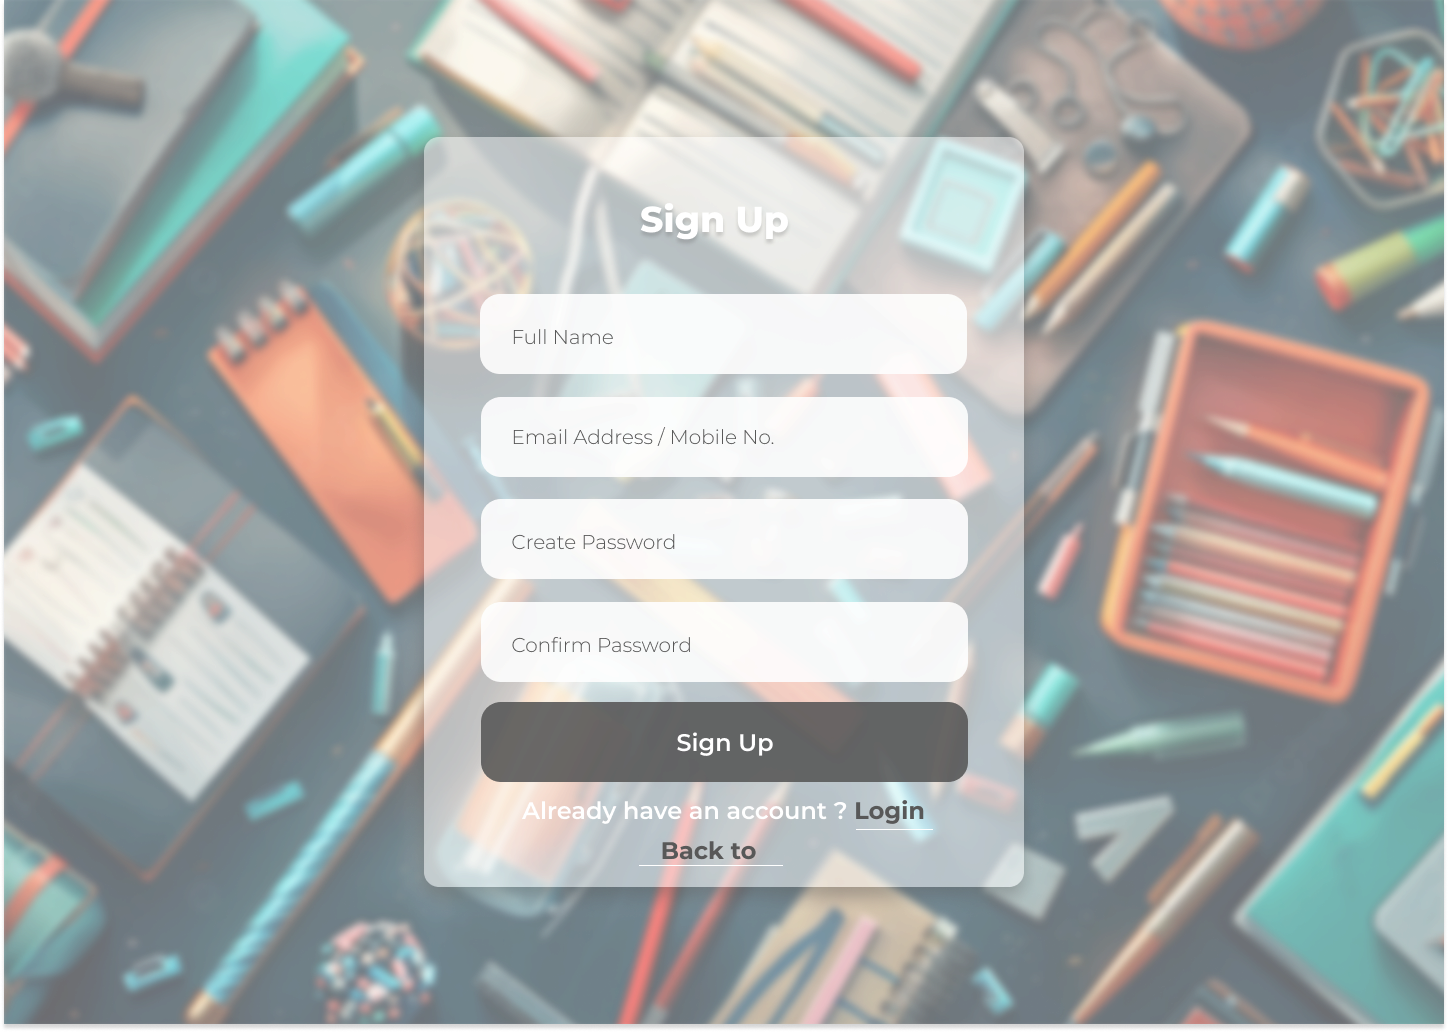 Sign Up
Full Name
Email Address / Mobile No.
Create Password
Confirm Password
Sign Up
Already have an account ? Login
Back to